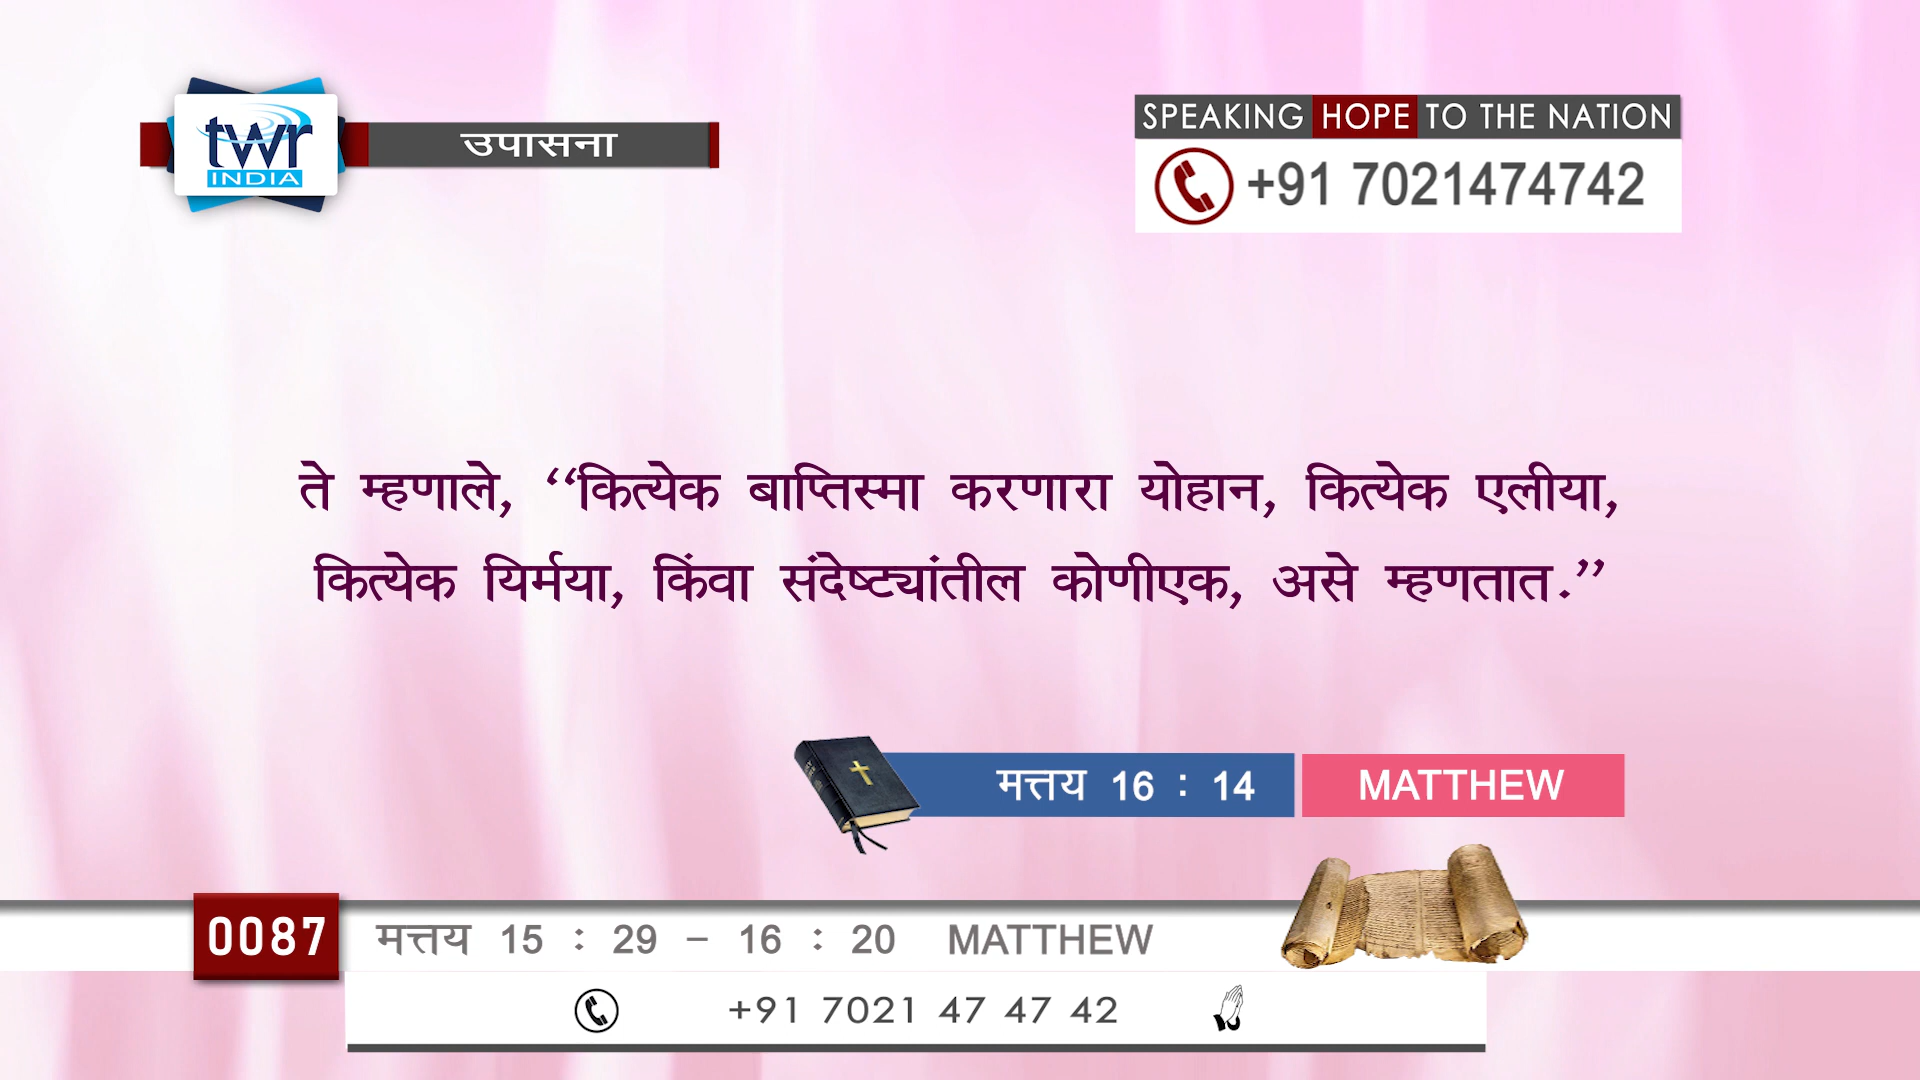 twr
INDIA
उपासना
SPEAKING HOPE TO THE NATION
+91 7021474742
ते म्हणाले, “कित्येक बाप्तिस्मा करणारा योहान, कित्येक एलीया,
कित्येक यिर्मया, किंवा संदेष्ट्यांतील कोणीएक, असे म्हणतात.”
मत्तय 16 : 14 MATTHEW
0087 मत्तय 15 : 29 – 16 : 20 MATTHEW
+91 7021 47 47 42